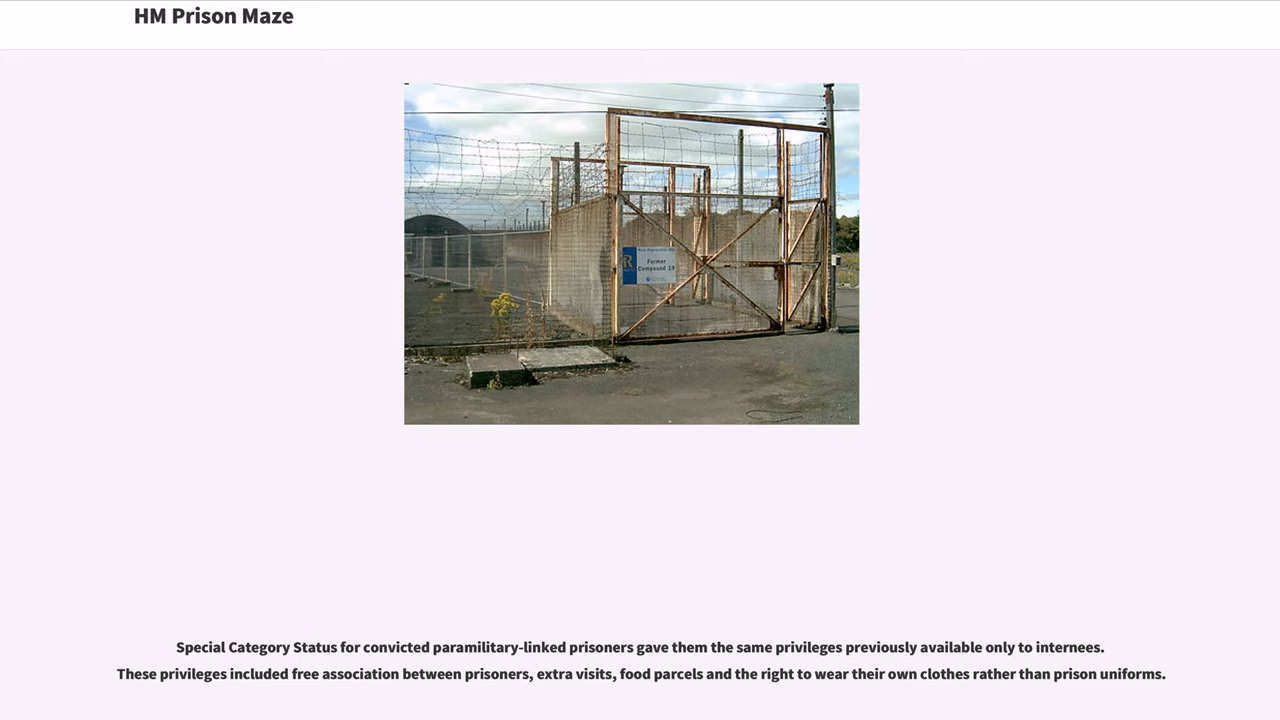 HM Prison Maze
R
Former
Compound 19
Special Category Status for convicted paramilitary-linked prisoners gave them the same privileges previously available only to internees.
These privileges included free association between prisoners, extra visits, food parcels and the right to wear their own clothes rather than prison uniforms.